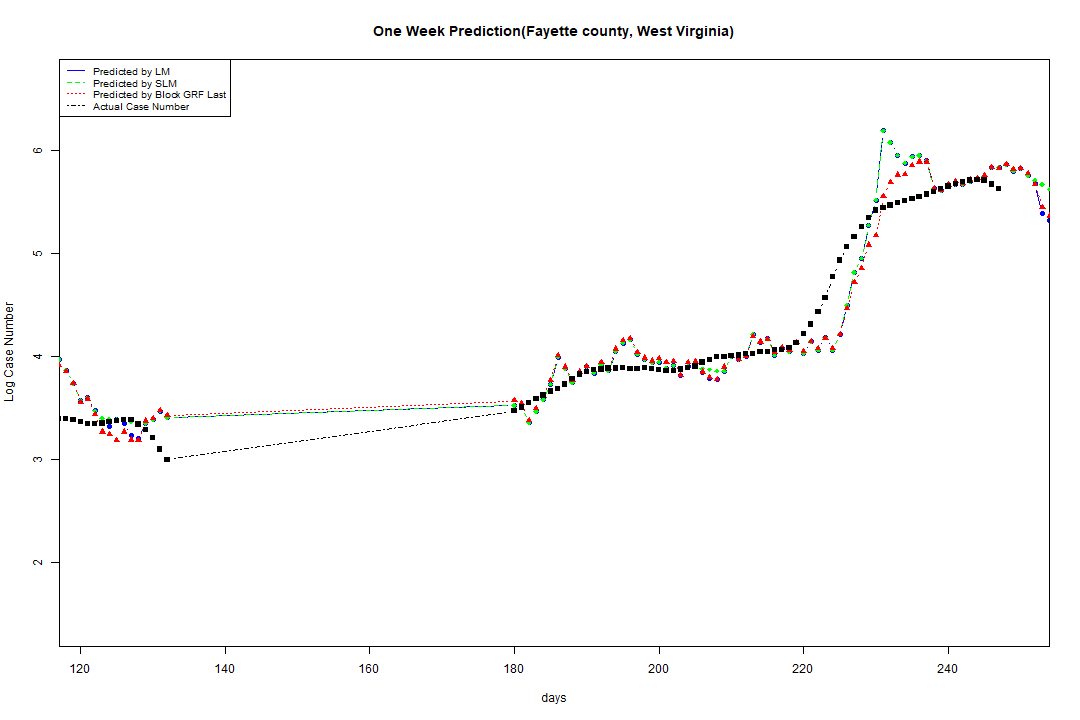 One Week Prediction(Fayette county, West Virginia)
Predicted by LM
Predicted by SLM
Predicted by Block GRF Last
Actual Case Number
Log Case Number
6
5
4
3
2
120 140 160 180 200 220 240
days